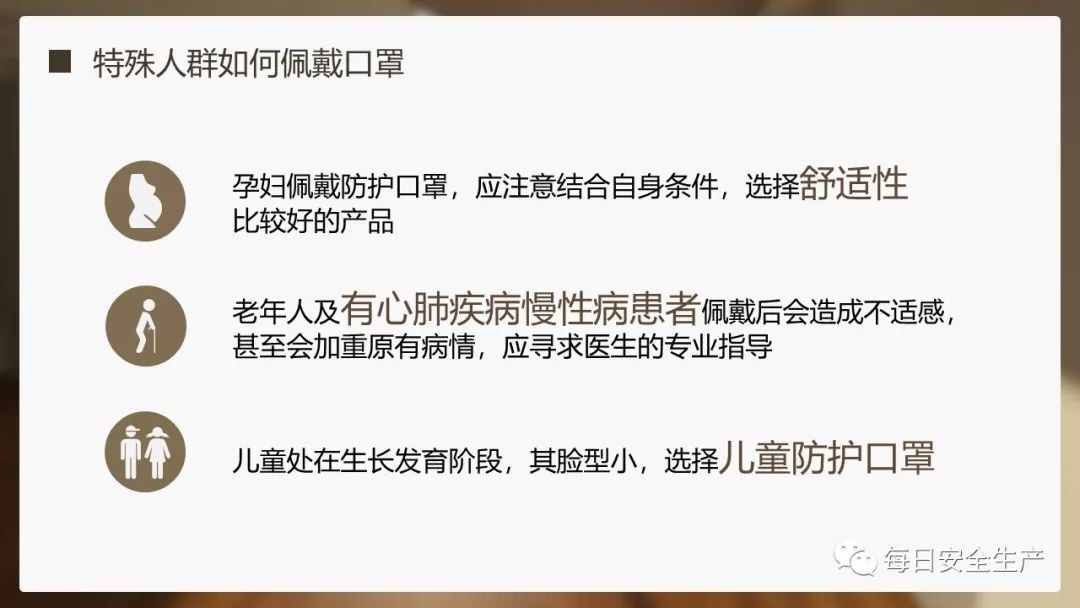 特殊人群如何佩戴口罩
孕妇佩戴防护口罩，应注意结合自身条件，选择舒适性
比较好的产品
老年人及有心肺疾病慢性病患者佩戴后会造成不适感，
甚至会加重原有病情，应寻求医生的专业指导
儿童处在生长发育阶段，其脸型小，选择儿童防护口罩
每日安全生产